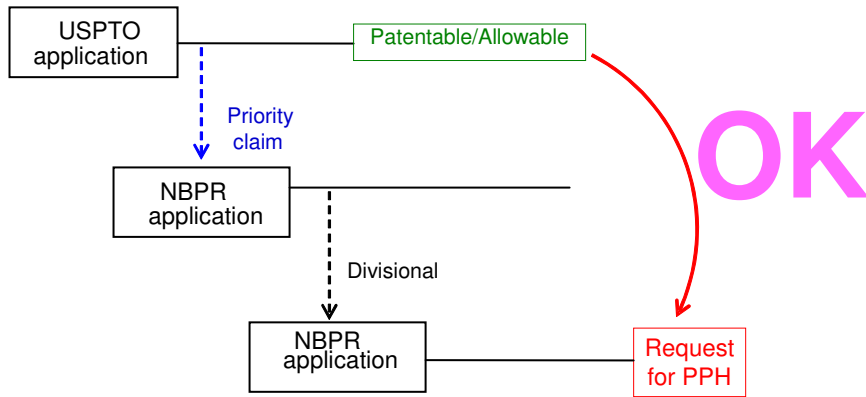 USPTO
application
Patentable/Allowable
Priority
claim
OK
NBPR
application
Divisional
NBPR
application
Request
for PPH